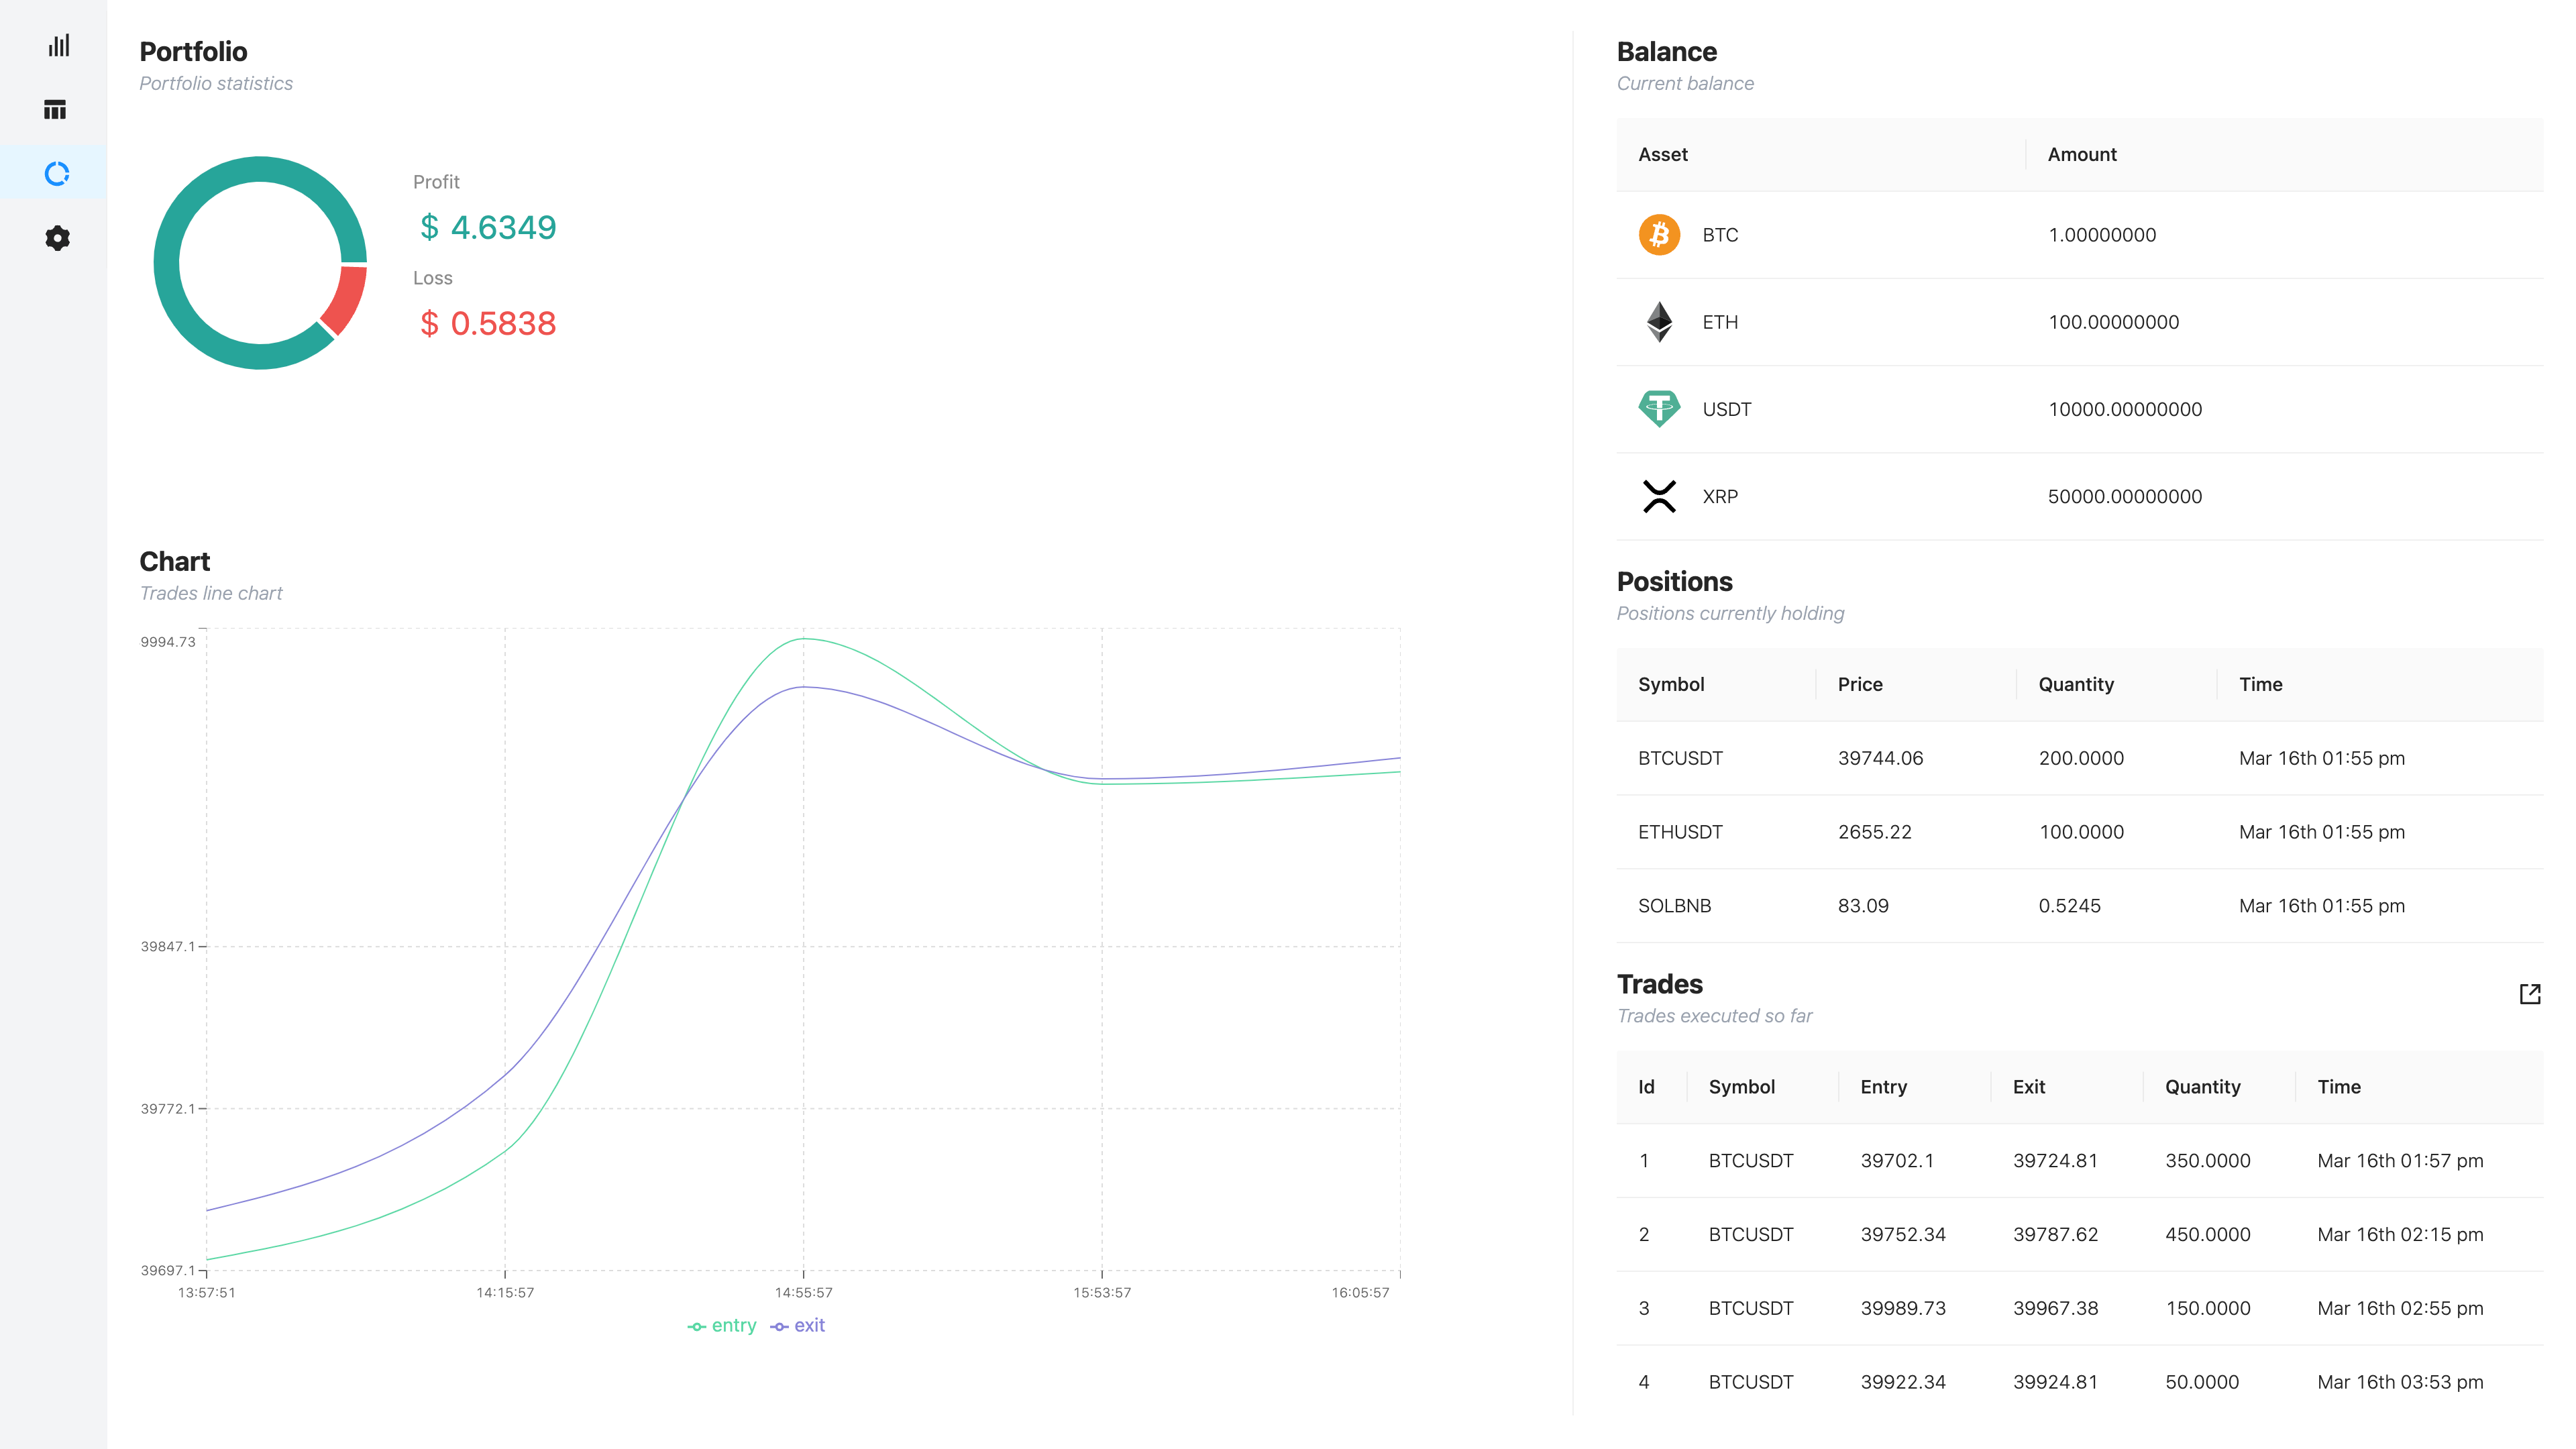 Portfolio
Portfolio statistics
Profit
$ 4.6349
Loss
$ 0.5838
Chart
Trades line chart
9994.73
39847.1
39772.1
39697.1
13:57:51 14:15:57 14:55:57 15:53:57 16:05:57
entry exit
Balance
Current balance
Asset Amount
BTC 1.00000000
ETH 100.00000000
USDT 10000.00000000
XRP 50000.00000000
Positions
Positions currently holding
Symbol Price Quantity Time
BTCUSDT 39744.06 200.0000 Mar 16th 01:55 pm
ETHUSDT 2655.22 100.0000 Mar 16th 01:55 pm
SOLBNB 83.09 0.5245 Mar 16th 01:55 pm
Trades
Trades executed so far
Id Symbol Entry Exit Quantity Time
1 BTCUSDT 39702.1 39724.81 350.0000 Mar 16th 01:57 pm
2 BTCUSDT 39752.34 39787.62 450.0000 Mar 16th 02:15 pm
3 BTCUSDT 39989.73 39967.38 150.0000 Mar 16th 02:55 pm
4 BTCUSDT 39922.34 39924.81 50.0000 Mar 16th 03:53 pm